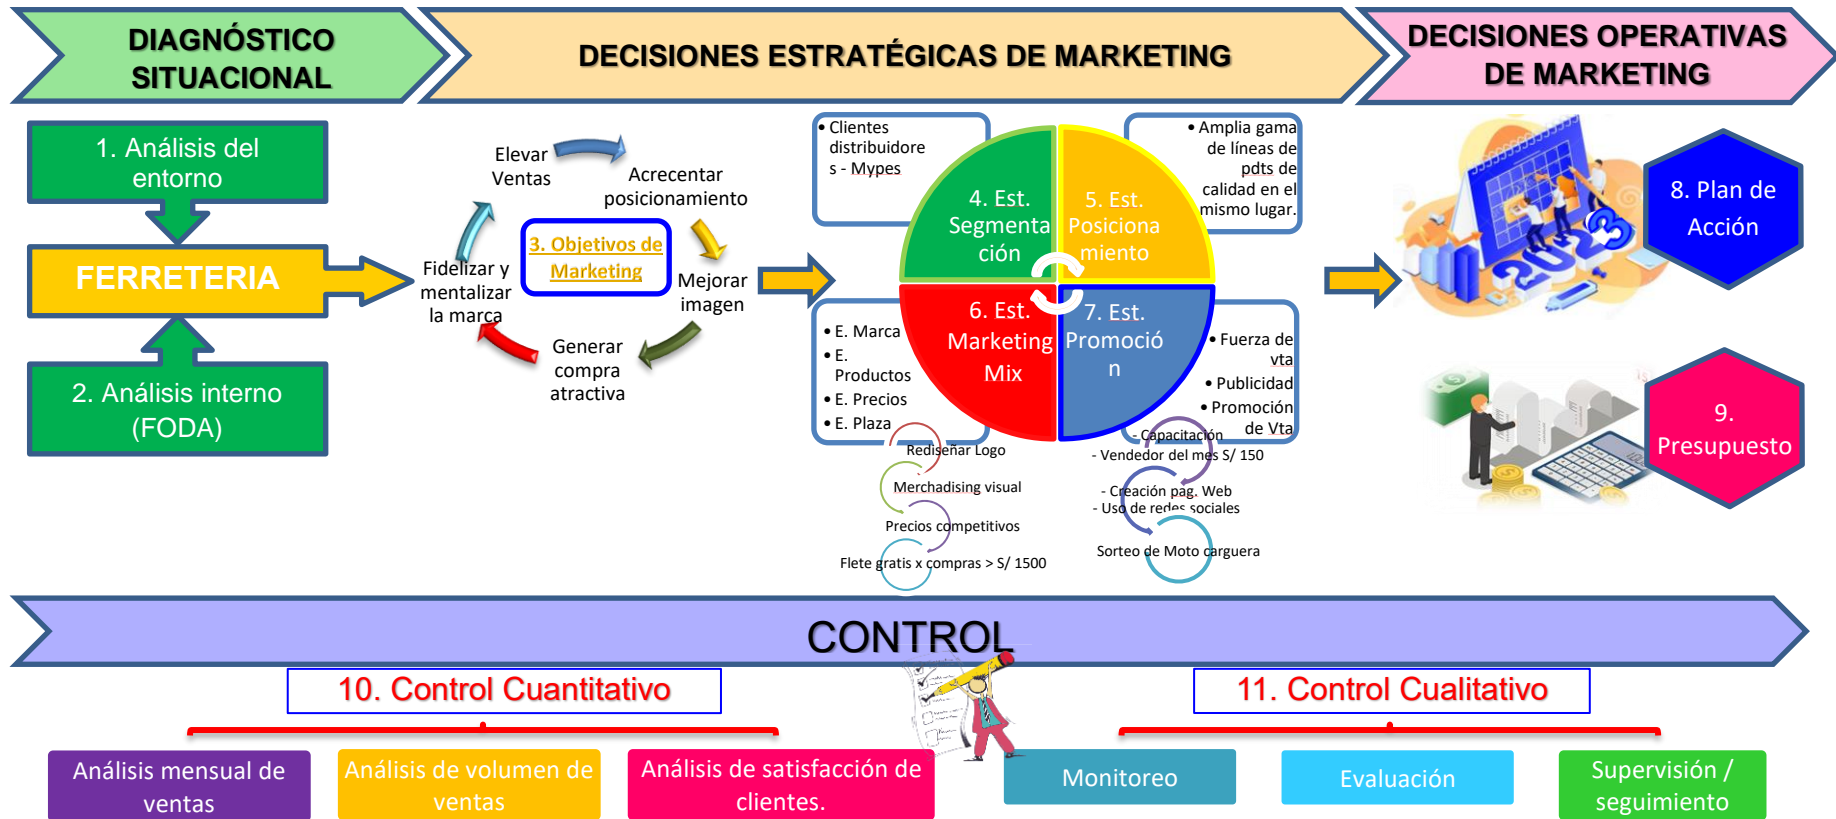 DIAGNÓSTICO
SITUACIONAL
DECISIONES ESTRATÉGICAS DE MARKETING
DECISIONES OPERATIVAS
DE MARKETING
1. Análisis del
entorno
FERRETERIA
2. Análisis interno
(FODA)
Elevar
Ventas
Acrecentar
posicionamiento
Mejorar
imagen
Generar
compra
atractiva
Fidelizar y
mentalizar
la marca
3. Objetivos de
Marketing
• Clientes
distribuidore
s - Mypes
4. Est.
Segmenta
ción
5. Est.
Posiciona
miento
• Amplia gama
de líneas de
pdts de
calidad en el
mismo lugar.
• E. Marca
• E.
Productos
• E. Precios
• E. Plaza
6. Est.
Marketing
Mix
7. Est.
Promoció
n
• Fuerza de
vta
• Publicidad
• Promoción
de Vta
Rediseñar Logo
Merchadising visual
Precios competitivos
Flete gratis x compras > S/ 1500
- Capacitación
- Vendedor del mes S/ 150
- Creación pag. Web
- Uso de redes sociales
Sorteo de Moto carguera
2023
8. Plan de
Acción
9.
Presupuesto
CONTROL
10. Control Cuantitativo
11. Control Cualitativo
Análisis mensual de
ventas
Análisis de volumen de
ventas
Análisis de satisfacción de
clientes.
Monitoreo
Evaluación
Supervisión /
seguimiento